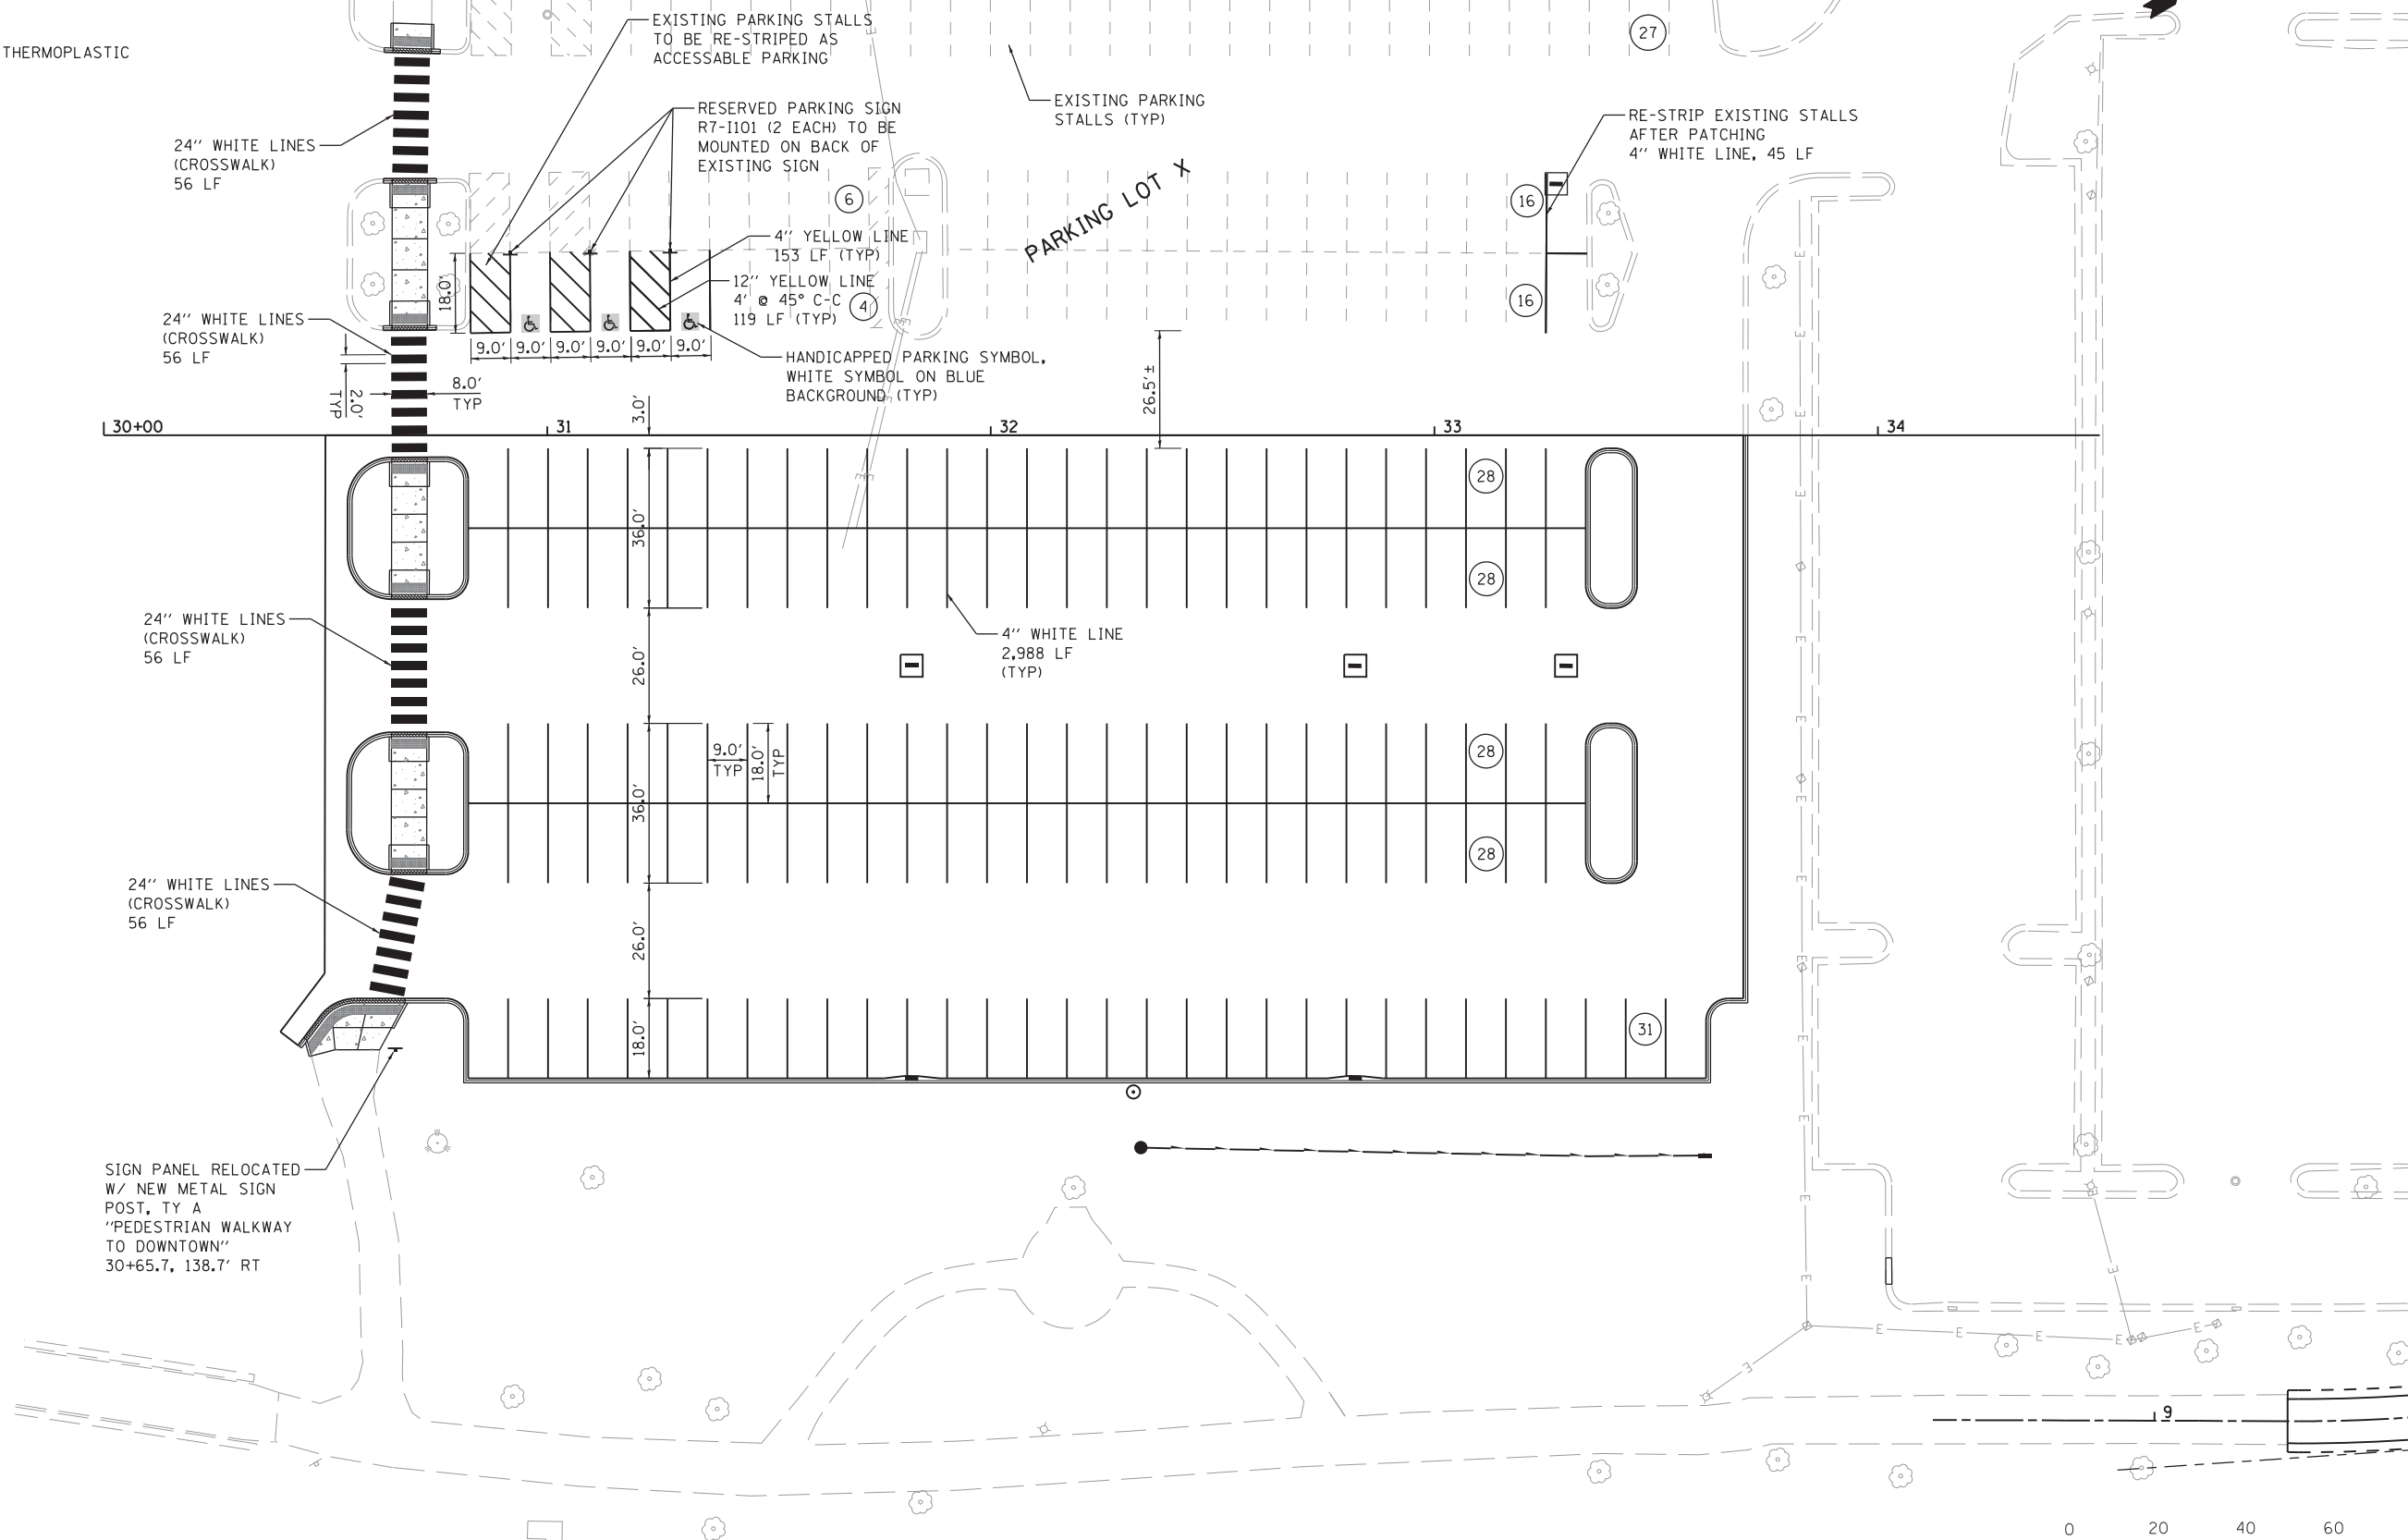 THERMOPLASTIC
EXISTING PARKING STALLS
TO BE RE-STRIPED AS
ACCESSABLE PARKING
27
EXISTING PARKING
STALLS (TYP)
RESERVED PARKING SIGN
R7-I101 (2 EACH) TO BE
MOUNTED ON BACK OF
EXISTING SIGN
RE-STRIP EXISTING STALLS
AFTER PATCHING
4" WHITE LINE, 45 LF
24" WHITE LINES
(CROSSWALK)
56 LF
PARKING LOT X
6
16
4" YELLOW LINE
153 LF (TYP)
12" YELLOW LINE
4' @ 45° C-C
119 LF (TYP)
4
16
18.0'
24" WHITE LINES
(CROSSWALK)
56 LF
9.0'
9.0'
9.0'
9.0'
9.0'
9.0'
HANDICAPPED PARKING SYMBOL,
WHITE SYMBOL ON BLUE
BACKGROUND (TYP)
2.0'
TYP
8.0'
TYP
3.0'
26.5'±
30+00
31
32
33
34
28
36.0'
28
24" WHITE LINES
(CROSSWALK)
56 LF
4" WHITE LINE
2,988 LF
(TYP)
26.0'
28
9.0'
TYP
18.0'
TYP
36.0'
28
24" WHITE LINES
(CROSSWALK)
56 LF
26.0'
18.0'
31
SIGN PANEL RELOCATED
W/ NEW METAL SIGN
POST, TY A
"PEDESTRIAN WALKWAY
TO DOWNTOWN"
30+65.7, 138.7' RT
E
E
E
E
E
9
0
20
40
60